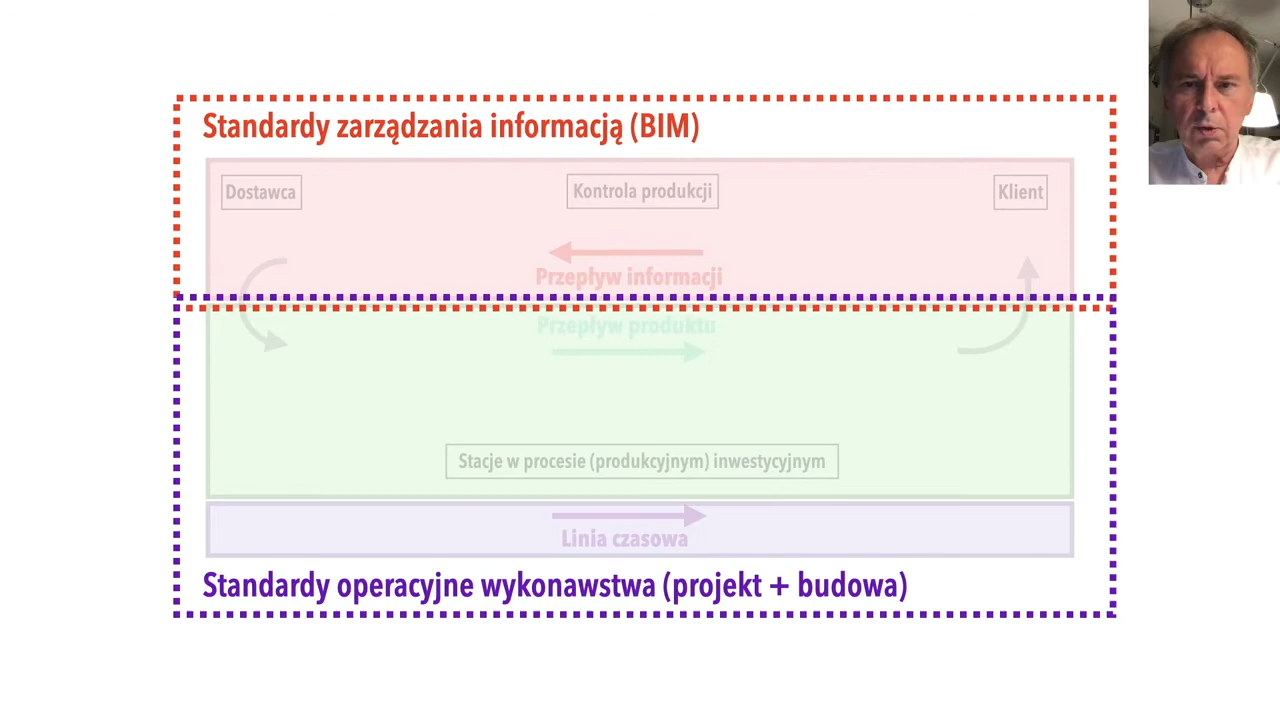 Standardy zarządzania informacją (BIM)
Dostawca
Kontrola produkcji
Klient
Przepływ informacji
Przepływ produktu
Stacje w procesie (produkcyjnym) inwestycyjnym
Linia czasowa
Standardy operacyjne wykonawstwa (projekt + budowa)